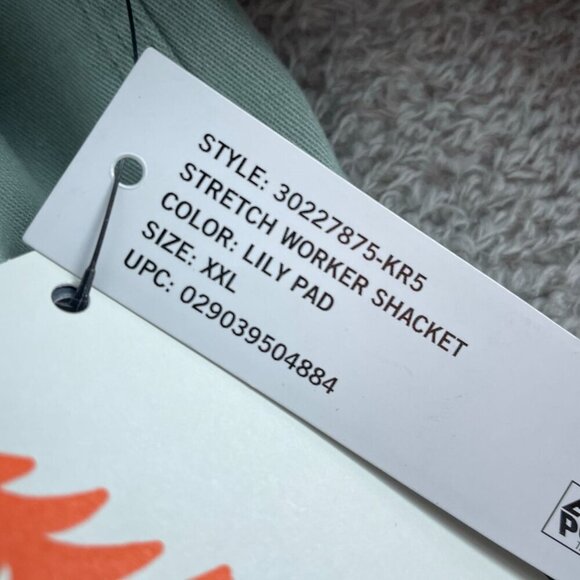 STYLE: 30227875-KR5
STRETCH WORKER SHACKET
COLOR: LILY PAD
SIZE: XXL
UPC: 029039504884